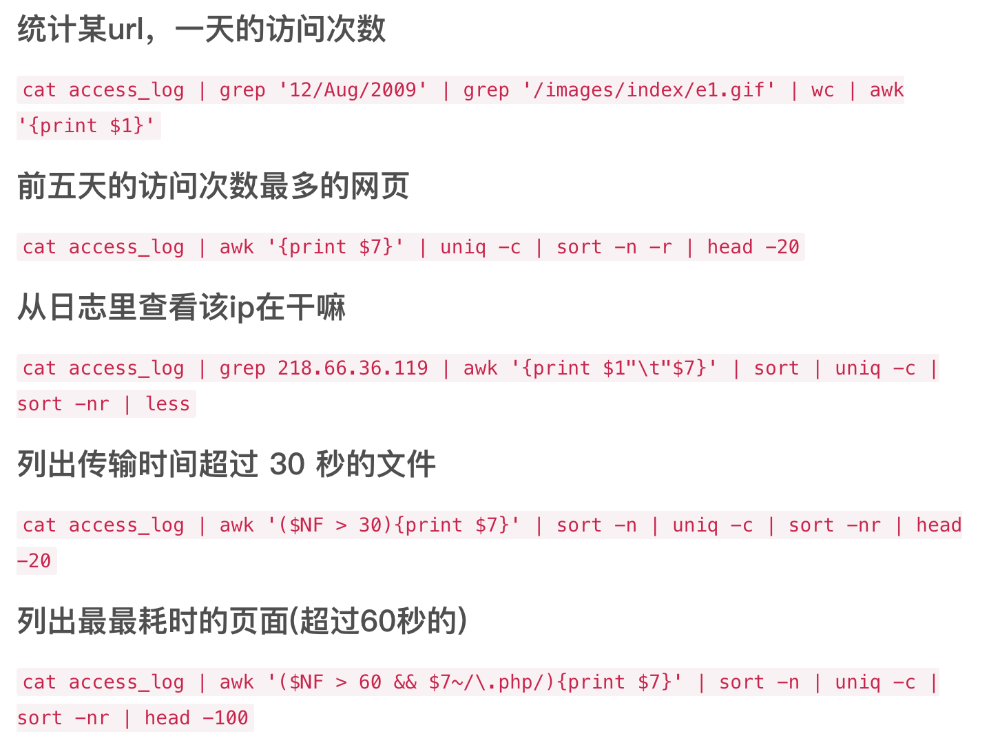 统计某url，一天的访问次数
cat access_log | grep '12/Aug/2009' | grep '/images/index/e1.gif' | wc | awk
'{print $1}'
前五天的访问次数最多的网页
cat access_log | awk '{print $7}' | uniq -c | sort -n -r | head -20
从日志里查看该ip在干嘛
cat access_log | grep 218.66.36.119 | awk '{print $1"\t"$7}' | sort | uniq -c |
sort -nr | less
列出传输时间超过 30 秒的文件
cat access_log | awk '($NF > 30){print $7}' | sort -n | uniq -c | sort -nr | head
-20
列出最最耗时的页面(超过60秒的)
cat access_log | awk '($NF > 60 && $7~/\.php/){print $7}' | sort -n | uniq -c |
sort -nr | head -100